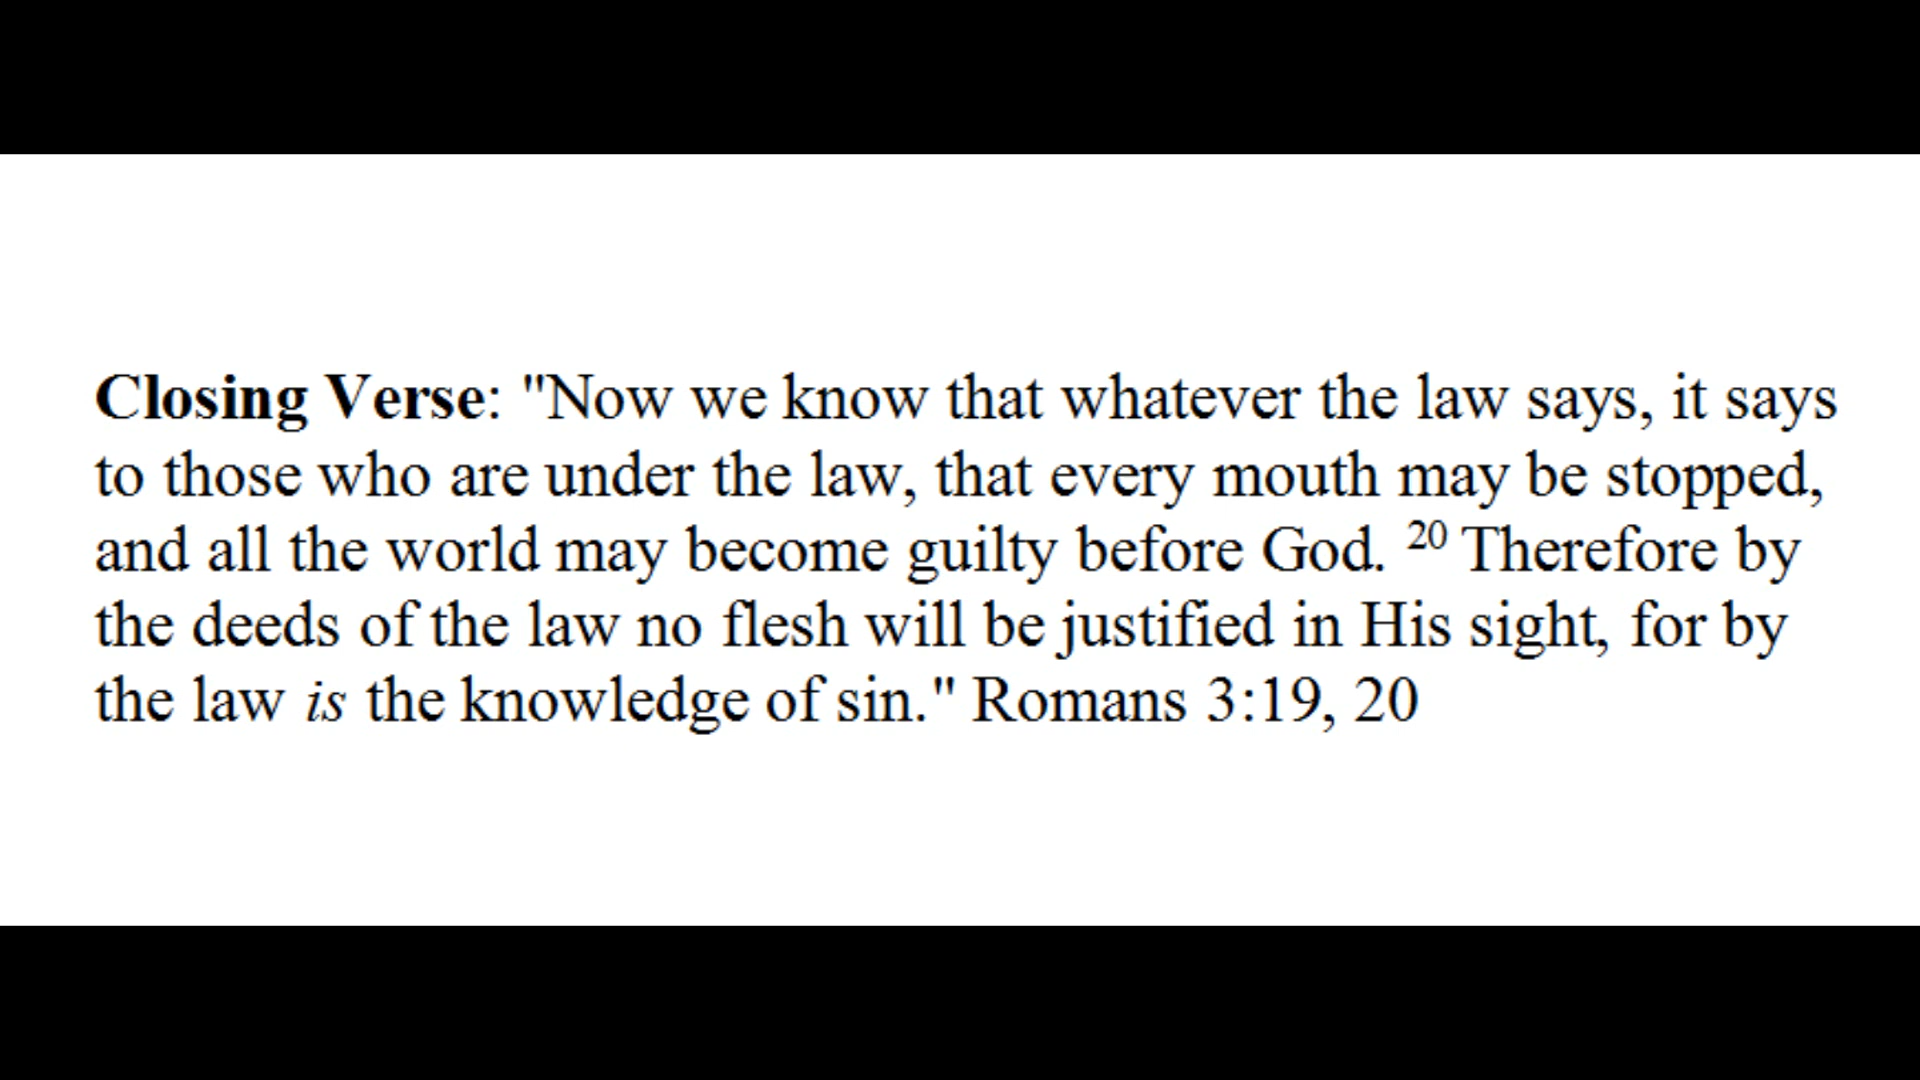 Closing Verse: "Now we know that whatever the law says, it says
to those who are under the law, that every mouth may be stopped,
and all the world may become guilty before God. 20 Therefore by
the deeds of the law no flesh will be justified in His sight, for by
the law is the knowledge of sin." Romans 3:19, 20